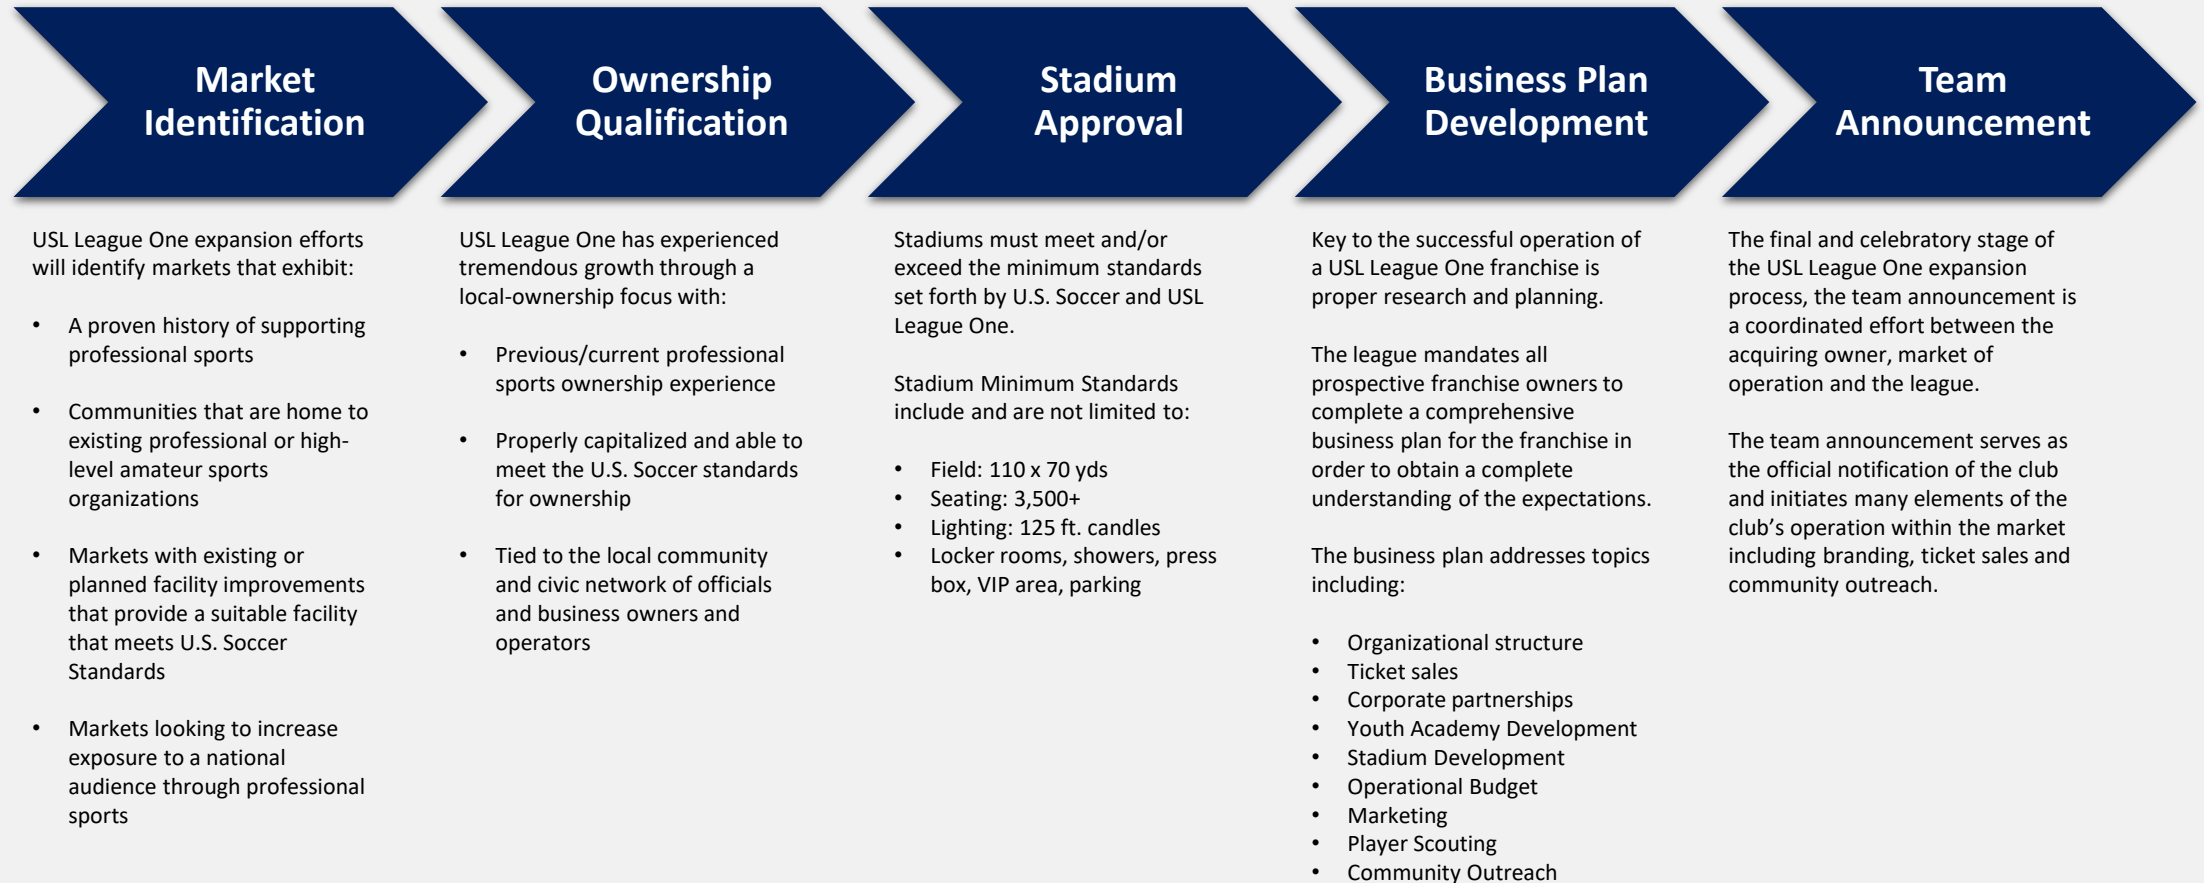 Market
Identification
Ownership
Qualification
Stadium
Approval
Business Plan
Development
Team
Announcement
USL League One expansion efforts
will identify markets that exhibit:
• A proven history of supporting
professional sports
• Communities that are home to
existing professional or high-
level amateur sports
organizations
• Markets with existing or
planned facility improvements
that provide a suitable facility
that meets U.S. Soccer
Standards
• Markets looking to increase
exposure to a national
audience through professional
sports
USL League One has experienced
tremendous growth through a
local-ownership focus with:
• Previous/current professional
sports ownership experience
• Properly capitalized and able to
meet the U.S. Soccer standards
for ownership
• Tied to the local community
and civic network of officials
and business owners and
operators
Stadiums must meet and/or
exceed the minimum standards
set forth by U.S. Soccer and USL
League One.
Stadium Minimum Standards
include and are not limited to:
• Field: 110 x 70 yds
• Seating: 3,500+
• Lighting: 125 ft. candles
• Locker rooms, showers, press
box, VIP area, parking
Key to the successful operation of
a USL League One franchise is
proper research and planning.
The league mandates all
prospective franchise owners to
complete a comprehensive
business plan for the franchise in
order to obtain a complete
understanding of the expectations.
The business plan addresses topics
including:
• Organizational structure
• Ticket sales
• Corporate partnerships
• Youth Academy Development
• Stadium Development
• Operational Budget
• Marketing
• Player Scouting
• Community Outreach
The final and celebratory stage of
the USL League One expansion
process, the team announcement is
a coordinated effort between the
acquiring owner, market of
operation and the league.
The team announcement serves as
the official notification of the club
and initiates many elements of the
club’s operation within the market
including branding, ticket sales and
community outreach.